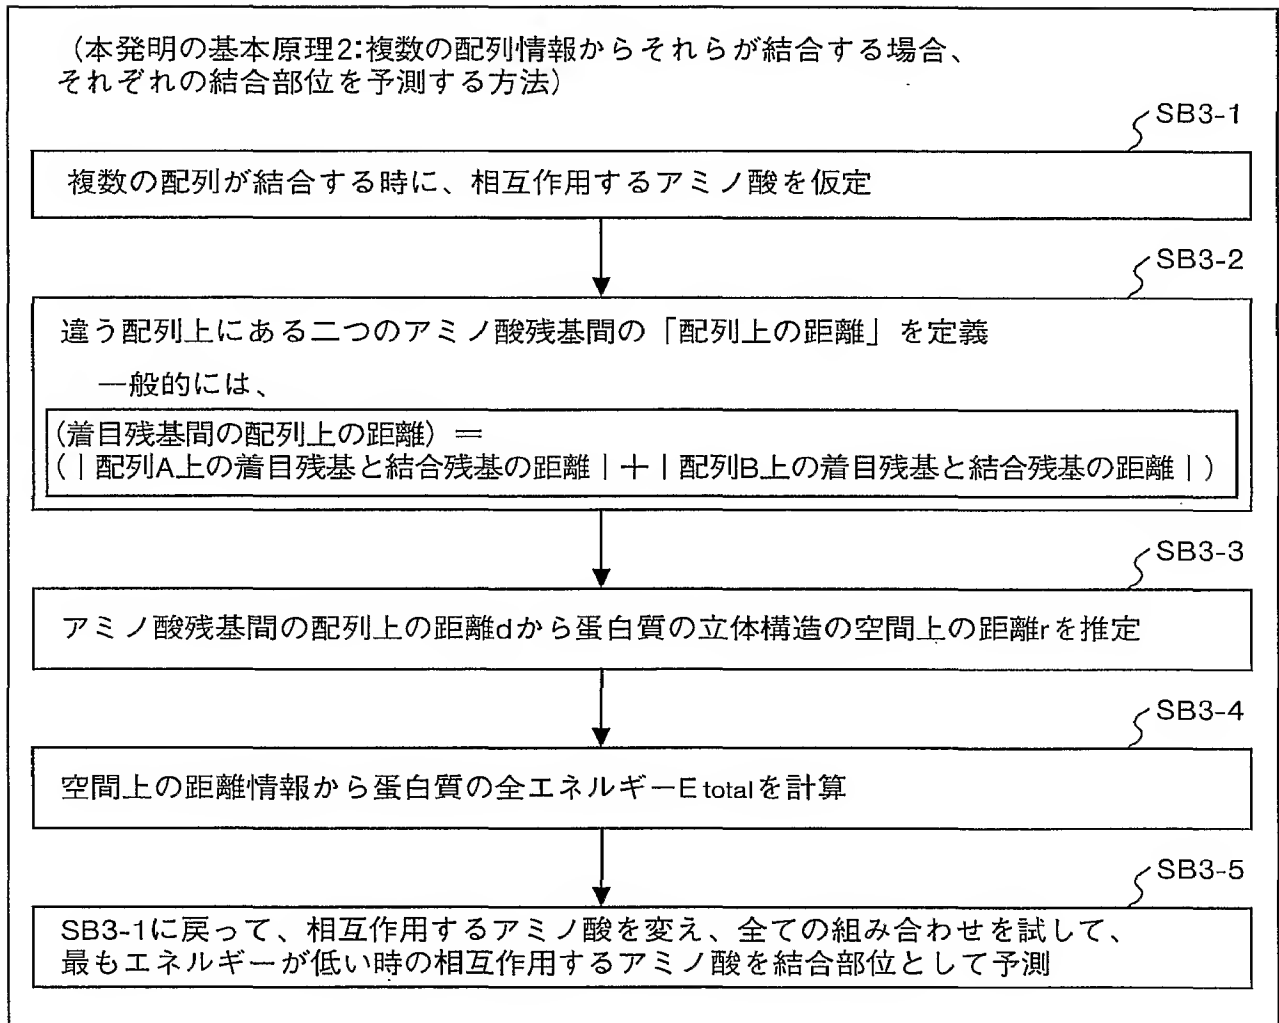 (本発明の基本原理2:複数の配列情報からそれらが結合する場合、
それぞれの結合部位を予測する方法)
SB3-1
複数の配列が結合する時に、相互作用するアミノ酸を仮定
SB3-2
違う配列上にある二つのアミノ酸残基間の「配列上の距離」を定義
一般的には、
(着目残基間の配列上の距離)=
(|配列A上の着目残基と結合残基の距離|+|配列B上の着目残基と結合残基の距離|)
SB3-3
アミノ酸残基間の配列上の距離dから蛋白質の立体構造の空間上の距離rを推定
SB3-4
空間上の距離情報から蛋白質の全エネルギーEtotalを計算
SB3-5
SB3-1に戻って、相互作用するアミノ酸を変え、全ての組み合わせを試して、
最もエネルギーが低い時の相互作用するアミノ酸を結合部位として予測